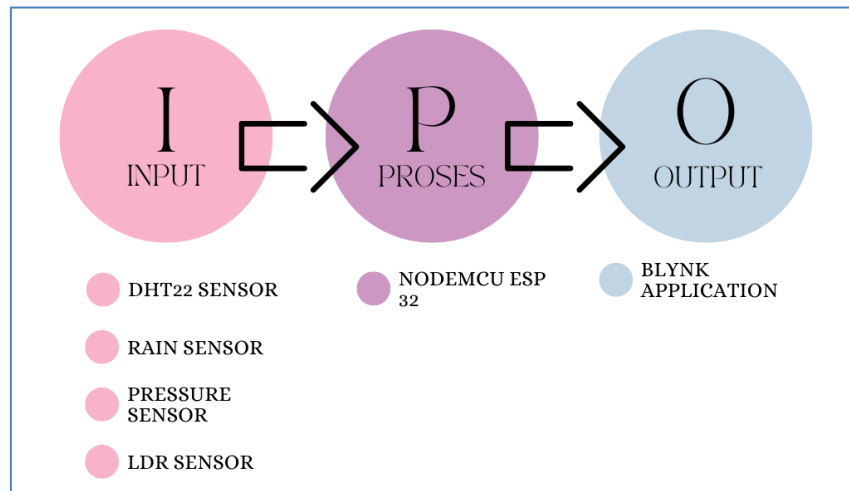 I
INPUT
P
PROSES
O
OUTPUT
DHT22 SENSOR
RAIN SENSOR
PRESSURE
SENSOR
LDR SENSOR
NODEMCU ESP
32
BLYNK
APPLICATION